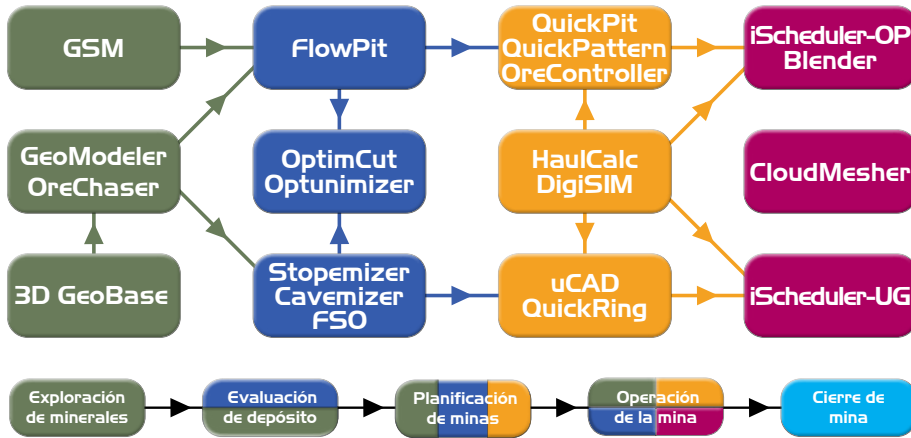 GSM
FlowPit
QuickPit
QuickPattern
OreController
iScheduler-OP
Blender
GeoModeler
OreChaser
OptimCut
Optunimizer
HaulCalc
DigiSIM
CloudMesher
3D GeoBase
Stopemizer
Cavemizer
FSO
uCAD
QuickRing
iScheduler-UG
Exploración
de minerales
Evaluación
de depósito
Planificación
de minas
Operación
de la mina
Cierre de
mina